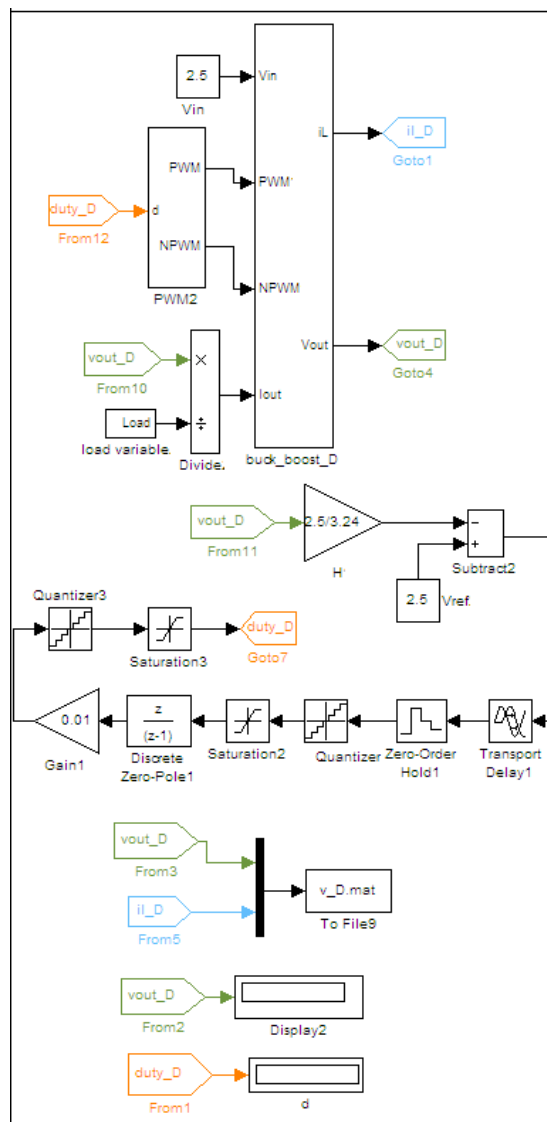 2.5
Vin
Vin
iL
iI_D
Goto1
PWM
PWM'
duty_D
d
From12
NPWM
NPWM
PWM2
Vout
vout_D
Goto4
vout_D
×
From10
Iout
Load
÷
load variable.
Divide.
buck_boost_D
vout_D
From11
2.5/3.24
H'
−
+
Subtract2
2.5
Vref.
Quantizer3
Saturation3
duty_D
Goto7
0.01
Gain1
z
(z-1)
Discrete
Zero-Pole1
Saturation2
Quantizer
Zero-Order
Hold1
Transport
Delay1
vout_D
From3
iI_D
From5
v_D.mat
To File9
vout_D
From2
Display2
duty_D
From1
d